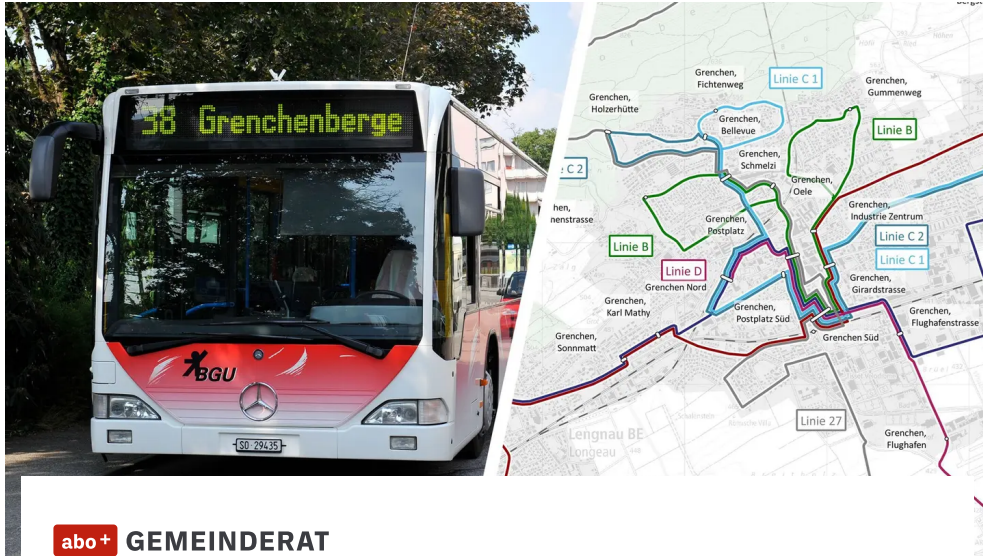 38 Grenchenberge
BGU
SO 29435
Grenchen,
Fichtenweg
Linie C 1
Grenchen,
Gummenweg
Grenchen,
Holzerhütte
Grenchen,
Bellevue
Linie B
Grenchen,
Schmelzi
C 2
Grenchen,
Oele
hen,
nenstrasse
Grenchen,
Industrie Zentrum
Grenchen,
Postplatz
Linie C 2
Linie B
Linie C 1
Linie D
Grenchen Nord
Grenchen,
Girardstrasse
Grenchen,
Karl Mathy
Grenchen,
Postplatz Süd
Grenchen,
Flughafenstrasse
Grenchen,
Sonnmatt
Grenchen Süd
Linie 27
Lengnau BE
Longeau
Grenchen,
Flughafen
abo+ GEMEINDERAT